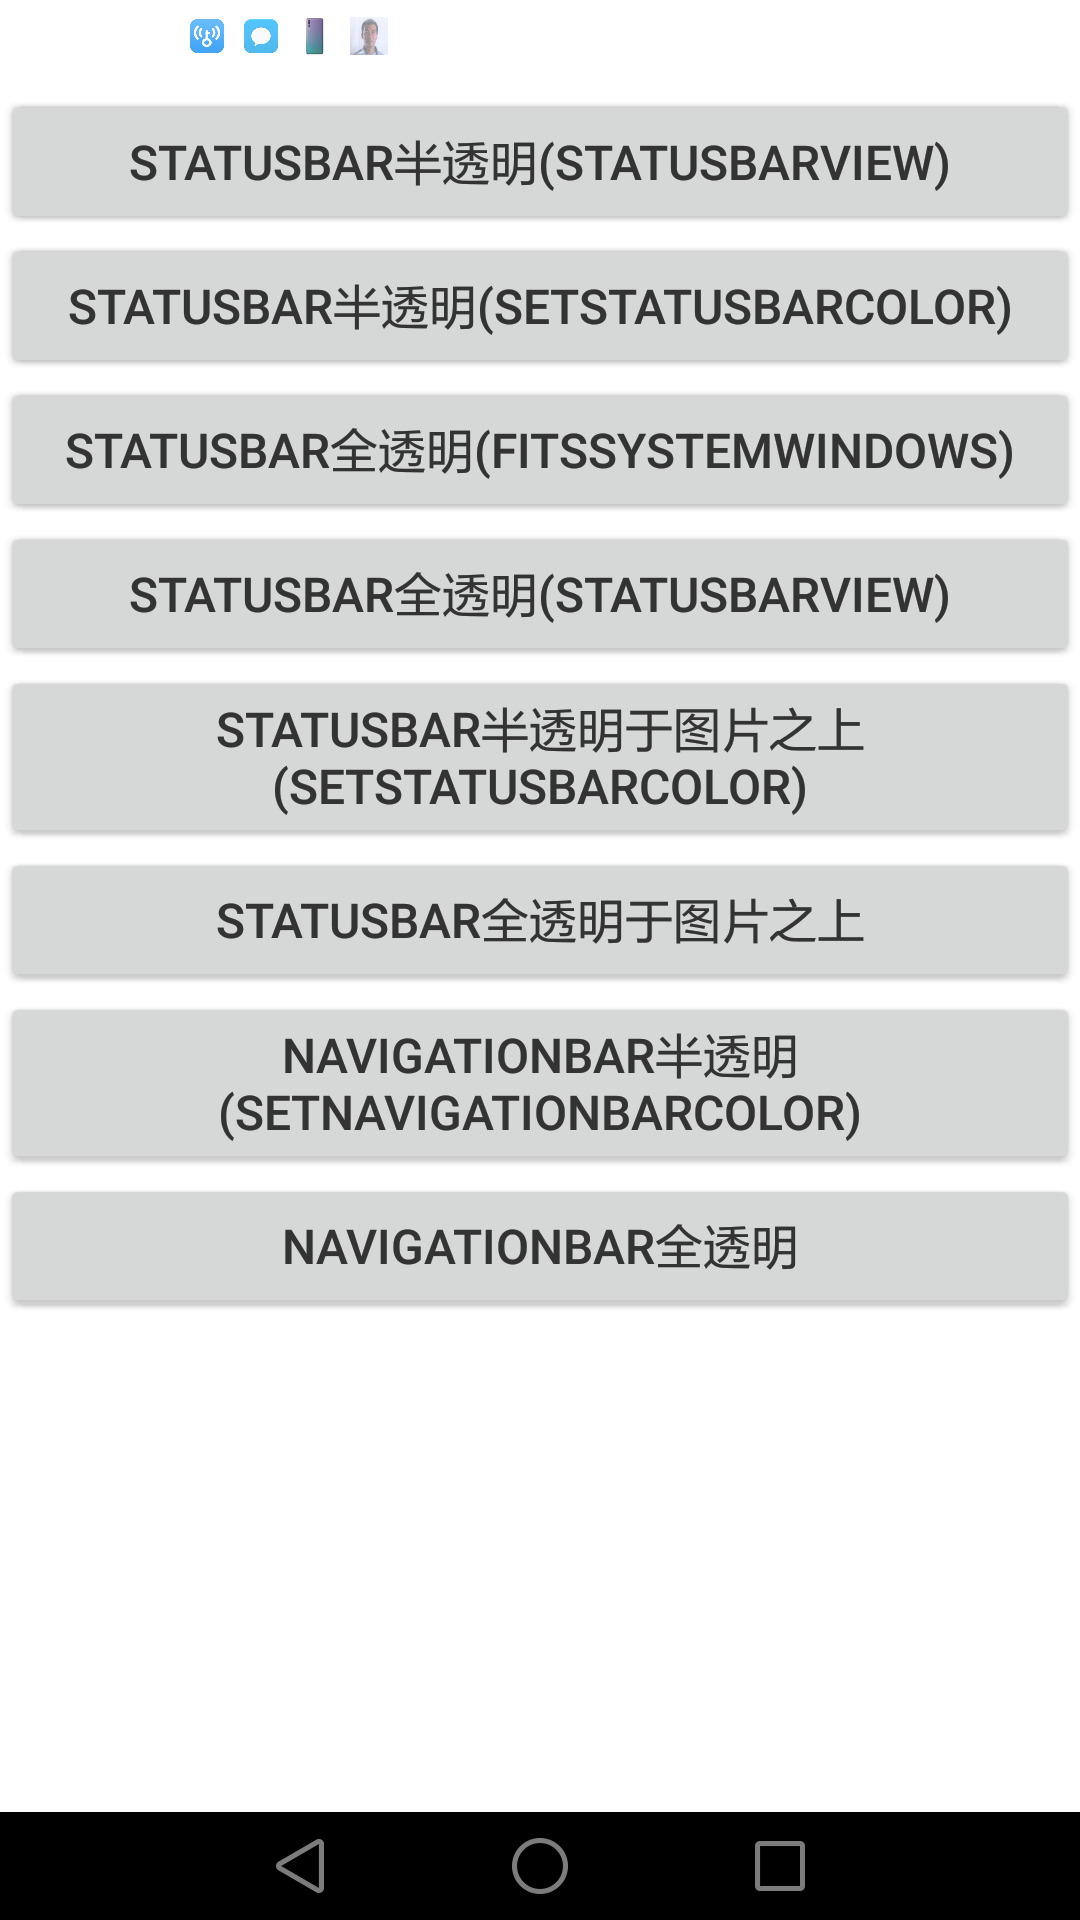 STATUSBAR半透明(STATUSBARVIEW)
STATUSBAR半透明(SETSTATUSBARCOLOR)
STATUSBAR全透明(FITSSYSTEMWINDOWS)
STATUSBAR全透明(STATUSBARVIEW)
STATUSBAR半透明于图片之上
(SETSTATUSBARCOLOR)
STATUSBAR全透明于图片之上
NAVIGATIONBAR半透明
(SETNAVIGATIONBARCOLOR)
NAVIGATIONBAR全透明